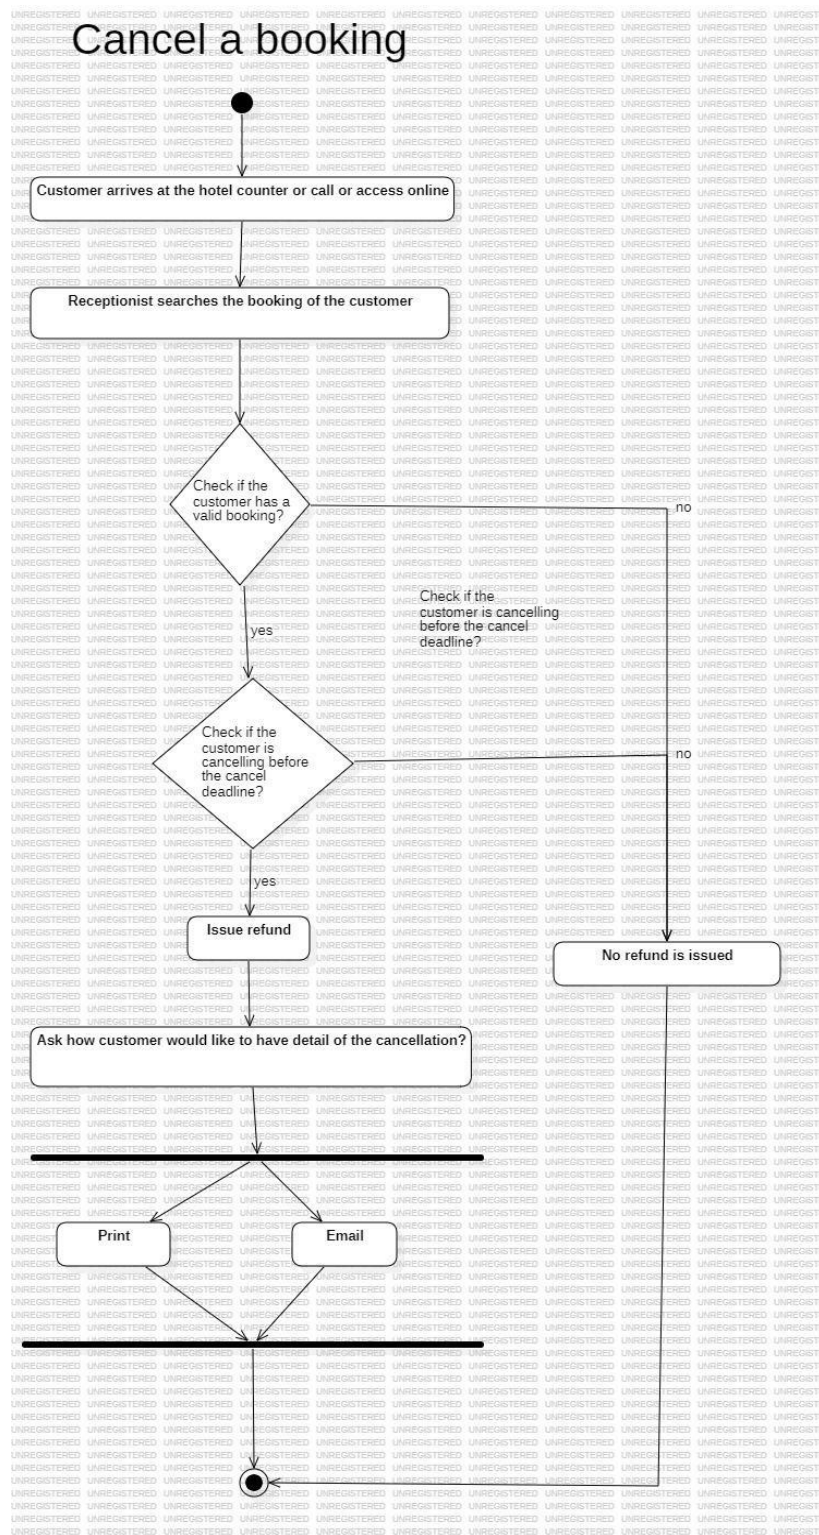 Cancel a booking
Customer arrives at the hotel counter or call or access online
Receptionist searches the booking of the customer
Check if the
customer has a
valid booking?
no
yes
Check if the
customer is cancelling
before the cancel
deadline?
Check if the
customer is
cancelling before
the cancel
deadline?
no
yes
Issue refund
No refund is issued
Ask how customer would like to have detail of the cancellation?
Print
Email
UNREGISTERED